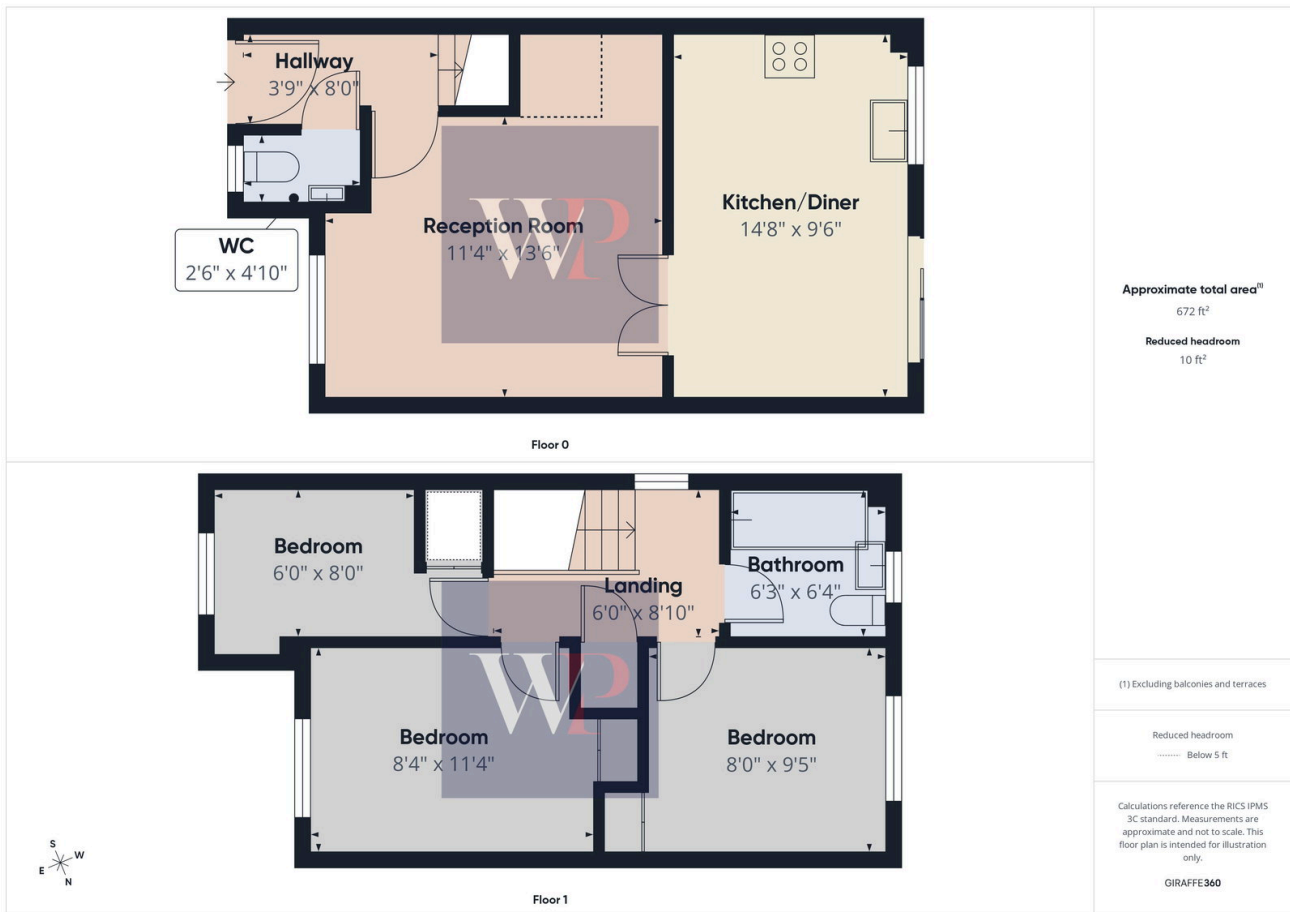 Hallway
3'9" x 8'0"
WC
2'6" x 4'10"
Reception Room
11'4" x 13'6"
WP
Kitchen/Diner
14'8" x 9'6"
Floor 0
Bedroom
6'0" x 8'0"
Landing
6'0" x 8'10"
Bathroom
6'3" x 6'4"
WP
Bedroom
8'4" x 11'4"
Bedroom
8'0" x 9'5"
S
W
E
N
Floor 1
Approximate total area(1)
672 ft²
Reduced headroom
10 ft²
(1) Excluding balconies and terraces
Reduced headroom
Below 5 ft
Calculations reference the RICS IPMS
3C standard. Measurements are
approximate and not to scale. This
floor plan is intended for illustration
only.
GIRAFFE360